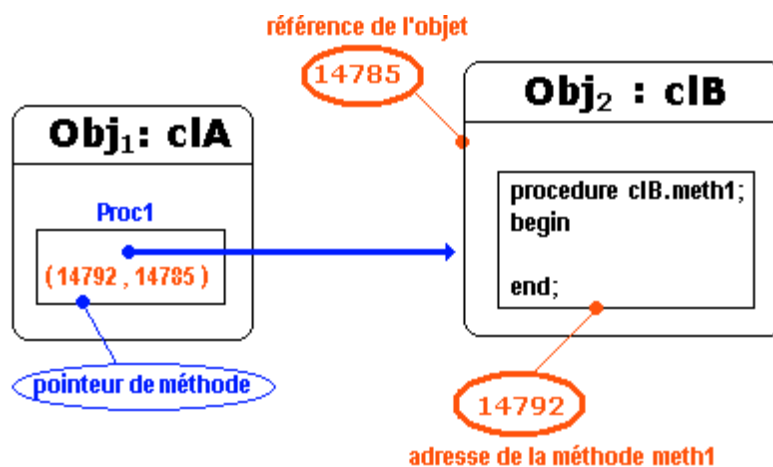 référence de l'objet
14785
Obj₂ : clB
Obj₁: clA
procedure clB.meth1;
begin
end;
Proc1
(14792 , 14785 )
pointeur de méthode
14792
adresse de la méthode meth1